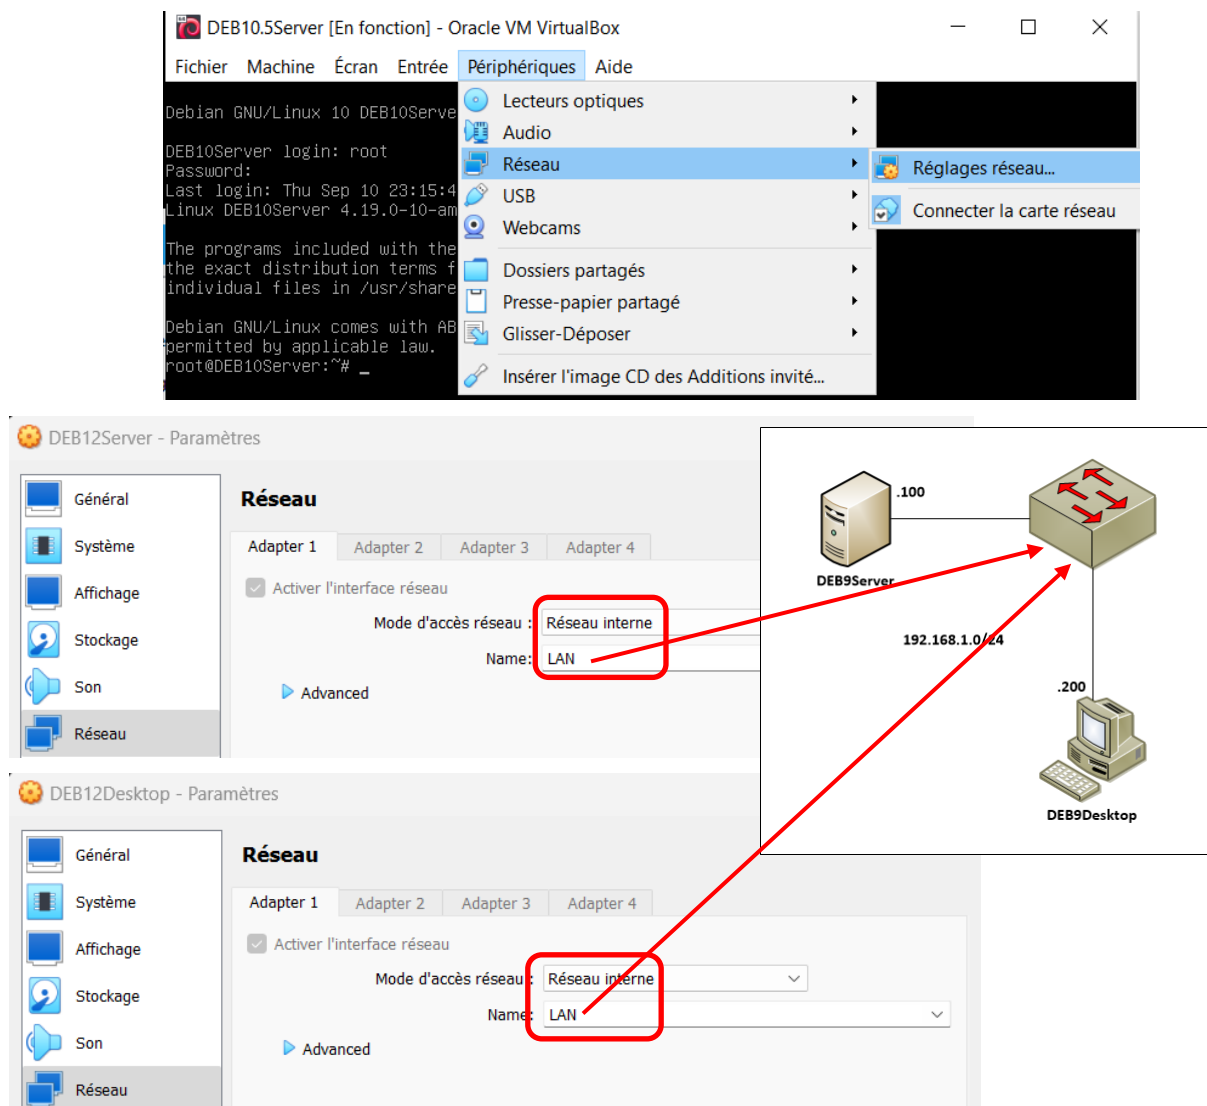 DEB10.5Server [En fonction] - Oracle VM VirtualBox
Fichier Machine Écran Entrée Périphériques Aide
Debian GNU/Linux 10 DEB10Serve
DEB10Server login: root
Password:
Last login: Thu Sep 10 23:15:4
Linux DEB10Server 4.19.0-10-am
The programs included with the
the exact distribution terms f
individual files in /usr/share
Debian GNU/Linux comes with AB
permitted by applicable law.
root@DEB10Server:~# _
Lecteurs optiques
Audio
Réseau
USB
Webcams
Dossiers partagés
Presse-papier partagé
Glisser-Déposer
Insérer l'image CD des Additions invité...
Réglages réseau...
Connecter la carte réseau
DEB12Server - Paramètres
Général
Système
Affichage
Stockage
Son
Réseau
Réseau
Adapter 1 Adapter 2 Adapter 3 Adapter 4
Activer l'interface réseau
Mode d'accès réseau : Réseau interne
Name: LAN
Advanced
.100
DEB9Server
192.168.1.0/24
.200
DEB9Desktop
DEB12Desktop - Paramètres
Général
Système
Affichage
Stockage
Son
Réseau
Réseau
Adapter 1 Adapter 2 Adapter 3 Adapter 4
Activer l'interface réseau
Mode d'accès réseau : Réseau interne
Name: LAN
Advanced